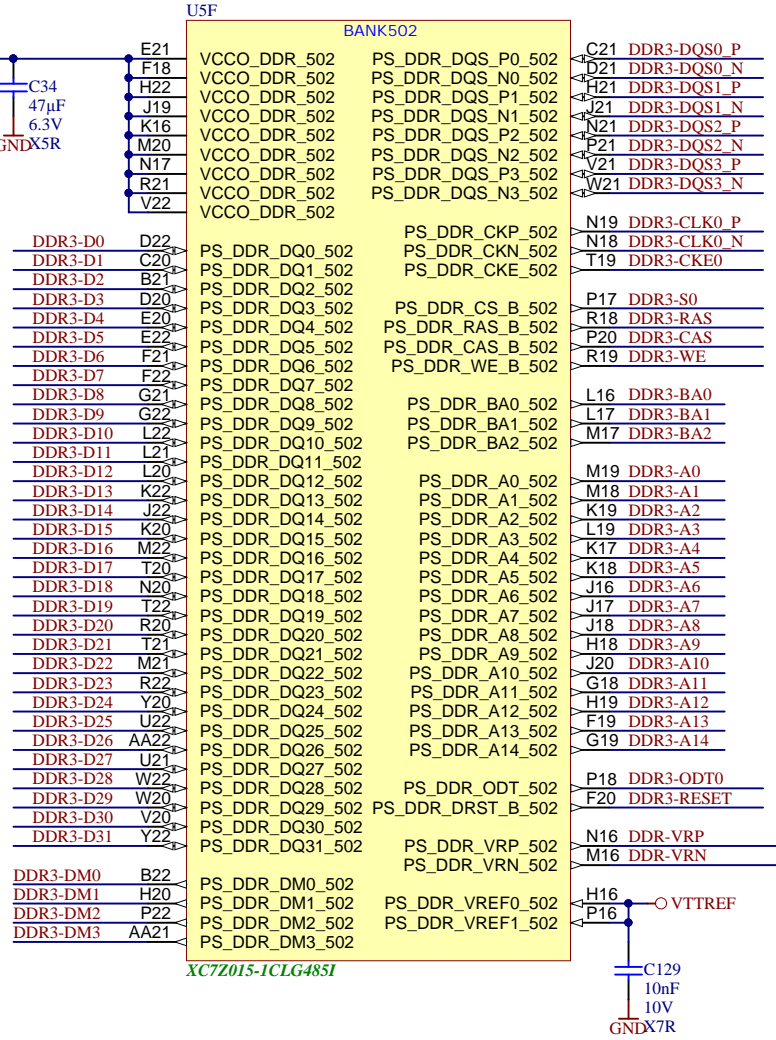 U5F
BANK502
E21 VCCO_DDR_502 PS_DDR_DQS_P0_502 C21 DDR3-DQS0_P
F18 VCCO_DDR_502 PS_DDR_DQS_N0_502 D21 DDR3-DQS0_N
H22 VCCO_DDR_502 PS_DDR_DQS_P1_502 H21 DDR3-DQS1_P
J19 VCCO_DDR_502 PS_DDR_DQS_N1_502 J21 DDR3-DQS1_N
K16 VCCO_DDR_502 PS_DDR_DQS_P2_502 N21 DDR3-DQS2_P
M20 VCCO_DDR_502 PS_DDR_DQS_N2_502 P21 DDR3-DQS2_N
N17 VCCO_DDR_502 PS_DDR_DQS_P3_502 V21 DDR3-DQS3_P
R21 VCCO_DDR_502 PS_DDR_DQS_N3_502 W21 DDR3-DQS3_N
V22 VCCO_DDR_502
C34
47µF
6.3V
X5R
GND
PS_DDR_CKP_502 N19 DDR3-CLK0_P
DDR3-D0 D22 PS_DDR_DQ0_502 PS_DDR_CKN_502 N18 DDR3-CLK0_N
DDR3-D1 C20 PS_DDR_DQ1_502 PS_DDR_CKE_502 T19 DDR3-CKE0
DDR3-D2 B21 PS_DDR_DQ2_502
DDR3-D3 D20 PS_DDR_DQ3_502 PS_DDR_CS_B_502 P17 DDR3-S0
DDR3-D4 E20 PS_DDR_DQ4_502 PS_DDR_RAS_B_502 R18 DDR3-RAS
DDR3-D5 E22 PS_DDR_DQ5_502 PS_DDR_CAS_B_502 P20 DDR3-CAS
DDR3-D6 F21 PS_DDR_DQ6_502 PS_DDR_WE_B_502 R19 DDR3-WE
DDR3-D7 F22 PS_DDR_DQ7_502
DDR3-D8 G21 PS_DDR_DQ8_502 PS_DDR_BA0_502 L16 DDR3-BA0
DDR3-D9 G22 PS_DDR_DQ9_502 PS_DDR_BA1_502 L17 DDR3-BA1
DDR3-D10 L22 PS_DDR_DQ10_502 PS_DDR_BA2_502 M17 DDR3-BA2
DDR3-D11 L21 PS_DDR_DQ11_502
DDR3-D12 L20 PS_DDR_DQ12_502 PS_DDR_A0_502 M19 DDR3-A0
DDR3-D13 K22 PS_DDR_DQ13_502 PS_DDR_A1_502 M18 DDR3-A1
DDR3-D14 J22 PS_DDR_DQ14_502 PS_DDR_A2_502 K19 DDR3-A2
DDR3-D15 K20 PS_DDR_DQ15_502 PS_DDR_A3_502 L19 DDR3-A3
DDR3-D16 M22 PS_DDR_DQ16_502 PS_DDR_A4_502 K17 DDR3-A4
DDR3-D17 T20 PS_DDR_DQ17_502 PS_DDR_A5_502 K18 DDR3-A5
DDR3-D18 N20 PS_DDR_DQ18_502 PS_DDR_A6_502 J16 DDR3-A6
DDR3-D19 T22 PS_DDR_DQ19_502 PS_DDR_A7_502 J17 DDR3-A7
DDR3-D20 R20 PS_DDR_DQ20_502 PS_DDR_A8_502 J18 DDR3-A8
DDR3-D21 T21 PS_DDR_DQ21_502 PS_DDR_A9_502 H18 DDR3-A9
DDR3-D22 M21 PS_DDR_DQ22_502 PS_DDR_A10_502 J20 DDR3-A10
DDR3-D23 R22 PS_DDR_DQ23_502 PS_DDR_A11_502 G18 DDR3-A11
DDR3-D24 Y20 PS_DDR_DQ24_502 PS_DDR_A12_502 H19 DDR3-A12
DDR3-D25 U22 PS_DDR_DQ25_502 PS_DDR_A13_502 F19 DDR3-A13
DDR3-D26 AA22 PS_DDR_DQ26_502 PS_DDR_A14_502 G19 DDR3-A14
DDR3-D27 U21 PS_DDR_DQ27_502
DDR3-D28 W22 PS_DDR_DQ28_502 PS_DDR_ODT_502 P18 DDR3-ODT0
DDR3-D29 W20 PS_DDR_DQ29_502 PS_DDR_DRST_B_502 F20 DDR3-RESET
DDR3-D30 V20 PS_DDR_DQ30_502
DDR3-D31 Y22 PS_DDR_DQ31_502 PS_DDR_VRP_502 N16 DDR-VRP
PS_DDR_VRN_502 M16 DDR-VRN
DDR3-DM0 B22 PS_DDR_DM0_502
DDR3-DM1 H20 PS_DDR_DM1_502 PS_DDR_VREF0_502 H16 VTTREF
DDR3-DM2 P22 PS_DDR_DM2_502 PS_DDR_VREF1_502 P16
DDR3-DM3 AA21 PS_DDR_DM3_502
XC7Z015-1CLG485I
C129
10nF
10V
X7R
GND